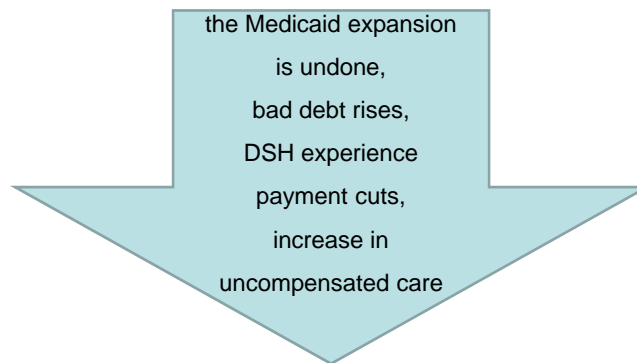 the Medicaid expansion
is undone,
bad debt rises,
DSH experience
payment cuts,
increase in
uncompensated care